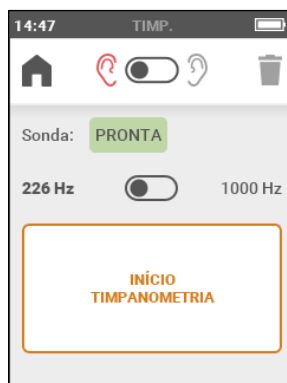 14:47 TIMP.
Sonda: PRONTA
226 Hz 1000 Hz
INÍCIO
TIMPANOMETRIA